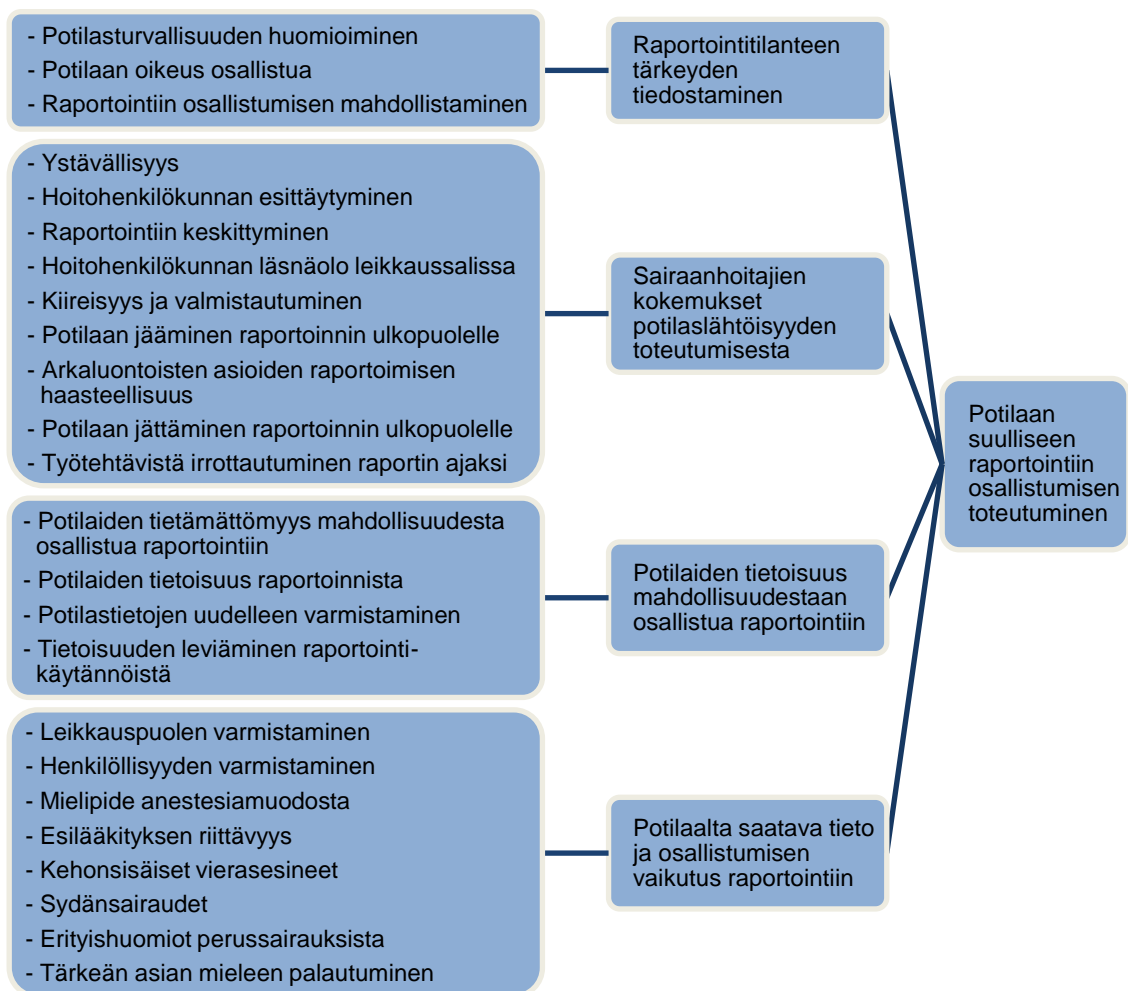 - Potilasturvallisuuden huomioiminen
- Potilaan oikeus osallistua
- Raportointiin osallistumisen mahdollistaminen
Raportointitilanteen
tärkeyden
tiedostaminen
- Ystävällisyys
- Hoitohenkilökunnan esittäytyminen
- Raportointiin keskittyminen
- Hoitohenkilökunnan läsnäolo leikkaussalissa
- Kiireisyys ja valmistautuminen
- Potilaan jääminen raportoinnin ulkopuolelle
- Arkaluontoisten asioiden raportoimisen
haasteellisuus
- Potilaan jättäminen raportoinnin ulkopuolelle
- Työtehtävistä irrottautuminen raportin ajaksi
Sairaanhoitajien
kokemukset
potilaslähtöisyyden
toteutumisesta
- Potilaiden tietämättömyys mahdollisuudesta
osallistua raportointiin
- Potilaiden tietoisuus raportoinnista
- Potilastietojen uudelleen varmistaminen
- Tietoisuuden leviäminen raportointi-
käytännöistä
Potilaiden tietoisuus
mahdollisuudestaan
osallistua raportointiin
- Leikkauspuolen varmistaminen
- Henkilöllisyyden varmistaminen
- Mielipide anestesiamuodosta
- Esilääkityksen riittävyys
- Kehonsisäiset vierasesineet
- Sydänsairaudet
- Erityishuomiot perussairauksista
- Tärkeän asian mieleen palautuminen
Potilaalta saatava tieto
ja osallistumisen
vaikutus raportointiin
Potilaan
suulliseen
raportointiin
osallistumisen
toteutuminen